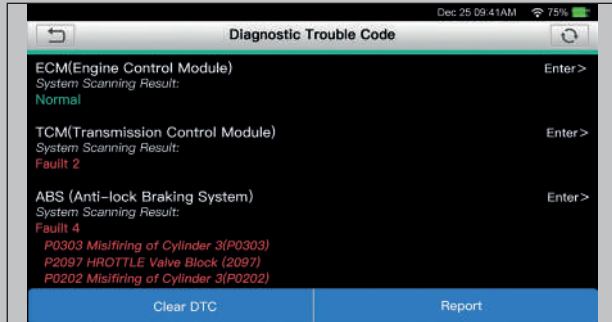 Dec 25 09:41AM 75%
Diagnostic Trouble Code
ECM(Engine Control Module) Enter>
System Scanning Result:
Normal
TCM(Transmission Control Module) Enter>
System Scanning Result:
Fauilt 2
ABS (Anti-lock Braking System) Enter>
System Scanning Result:
Fauilt 4
P0303 Misifiring of Cylinder 3(P0303)
P2097 HROTTLE Valve Block (2097)
P0202 Misifiring of Cylinder 3(P0202)
Clear DTC Report